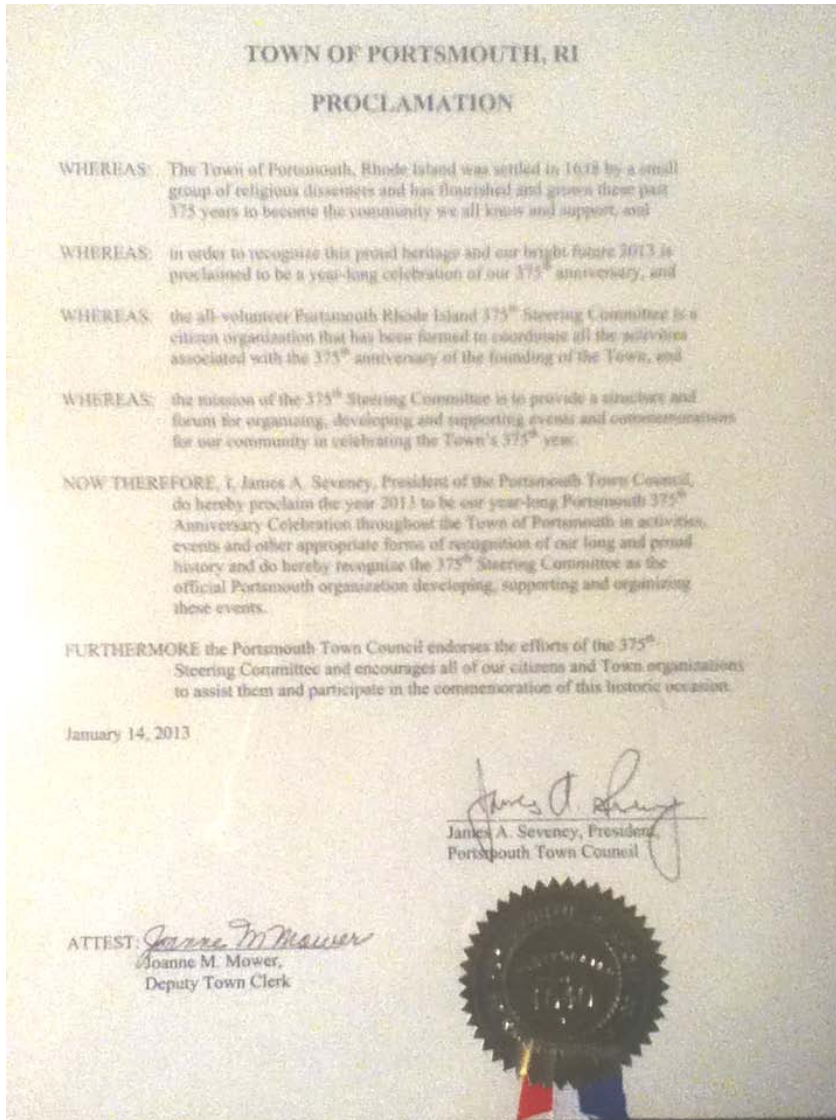 TOWN OF PORTSMOUTH, RI
PROCLAMATION
WHEREAS: The Town of Portsmouth, Rhode Island was settled in 1638 by a small
group of religious dissenters and has flourished and grown these past
375 years to become the community we all know and support, and
WHEREAS: in order to recognize this proud heritage and our bright future 2013 is
proclaimed to be a year-long celebration of our 375th anniversary, and
WHEREAS: the all-volunteer Portsmouth Rhode Island 375th Steering Committee is a
citizen organization that has been formed to coordinate all the activities
associated with the 375th anniversary of the founding of the Town, and
WHEREAS: the mission of the 375th Steering Committee is to provide a structure and
forum for organizing, developing and supporting events and commemorations
for our community in celebrating the Town's 375th year.
NOW THEREFORE, I, James A. Seveney, President of the Portsmouth Town Council,
do hereby proclaim the year 2013 to be our year-long Portsmouth 375th
Anniversary Celebration throughout the Town of Portsmouth in activities,
events and other appropriate forms of recognition of our long and proud
history and do hereby recognize the 375th Steering Committee as the
official Portsmouth organization developing, supporting and organizing
these events.
FURTHERMORE the Portsmouth Town Council endorses the efforts of the 375th
Steering Committee and encourages all of our citizens and Town organizations
to assist them and participate in the commemoration of this historic occasion.
January 14, 2013
James A. Seveney
James A. Seveney, President,
Portsmouth Town Council
ATTEST: Joanne M Mower
Joanne M. Mower,
Deputy Town Clerk